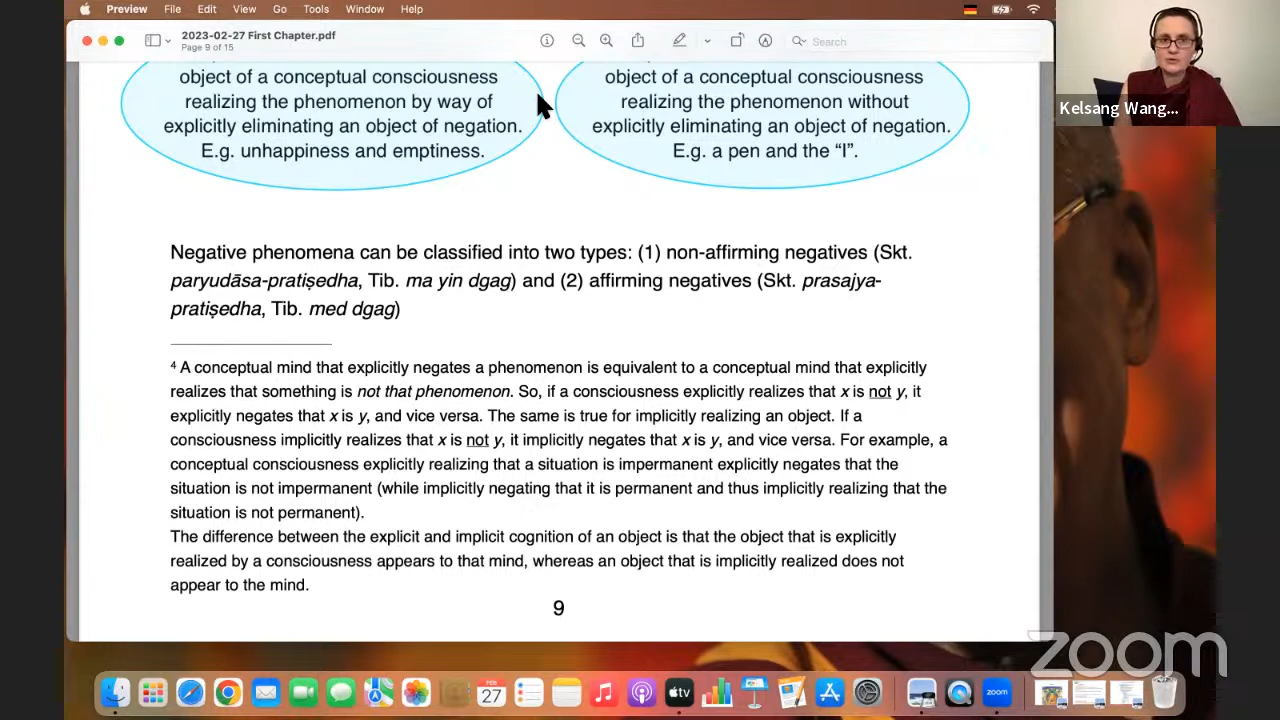 Preview File Edit View Go Tools Window Help
2023-02-27 First Chapter.pdf
Page 9 of 15
Search
Kelsang Wang...
object of a conceptual consciousness
realizing the phenomenon by way of
explicitly eliminating an object of negation.
E.g. unhappiness and emptiness.
object of a conceptual consciousness
realizing the phenomenon without
explicitly eliminating an object of negation.
E.g. a pen and the “I”.
Negative phenomena can be classified into two types: (1) non-affirming negatives (Skt.
paryudāsa-pratiṣedha, Tib. ma yin dgag) and (2) affirming negatives (Skt. prasajya-
pratiṣedha, Tib. med dgag)
4 A conceptual mind that explicitly negates a phenomenon is equivalent to a conceptual mind that explicitly
realizes that something is not that phenomenon. So, if a consciousness explicitly realizes that x is not y, it
explicitly negates that x is y, and vice versa. The same is true for implicitly realizing an object. If a
consciousness implicitly realizes that x is not y, it implicitly negates that x is y, and vice versa. For example, a
conceptual consciousness explicitly realizing that a situation is impermanent explicitly negates that the
situation is not impermanent (while implicitly negating that it is permanent and thus implicitly realizing that the
situation is not permanent).
The difference between the explicit and implicit cognition of an object is that the object that is explicitly
realized by a consciousness appears to that mind, whereas an object that is implicitly realized does not
appear to the mind.
9
zoom
FEB
27
tv
zoom